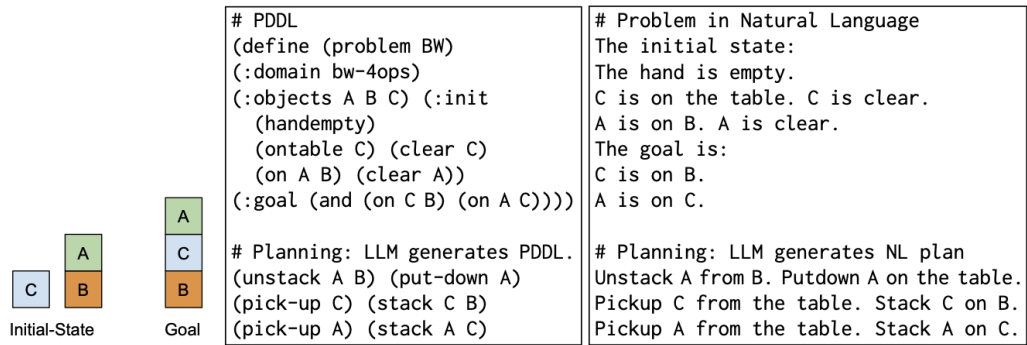 C
A
B
Initial-State
A
C
B
Goal
# PDDL
(define (problem BW)
(:domain bw-4ops)
(:objects A B C) (:init
(handempty)
(ontable C) (clear C)
(on A B) (clear A))
(:goal (and (on C B) (on A C))))
# Planning: LLM generates PDDL.
(unstack A B) (put-down A)
(pick-up C) (stack C B)
(pick-up A) (stack A C)
# Problem in Natural Language
The initial state:
The hand is empty.
C is on the table. C is clear.
A is on B. A is clear.
The goal is:
C is on B.
A is on C.
# Planning: LLM generates NL plan
Unstack A from B. Putdown A on the table.
Pickup C from the table. Stack C on B.
Pickup A from the table. Stack A on C.